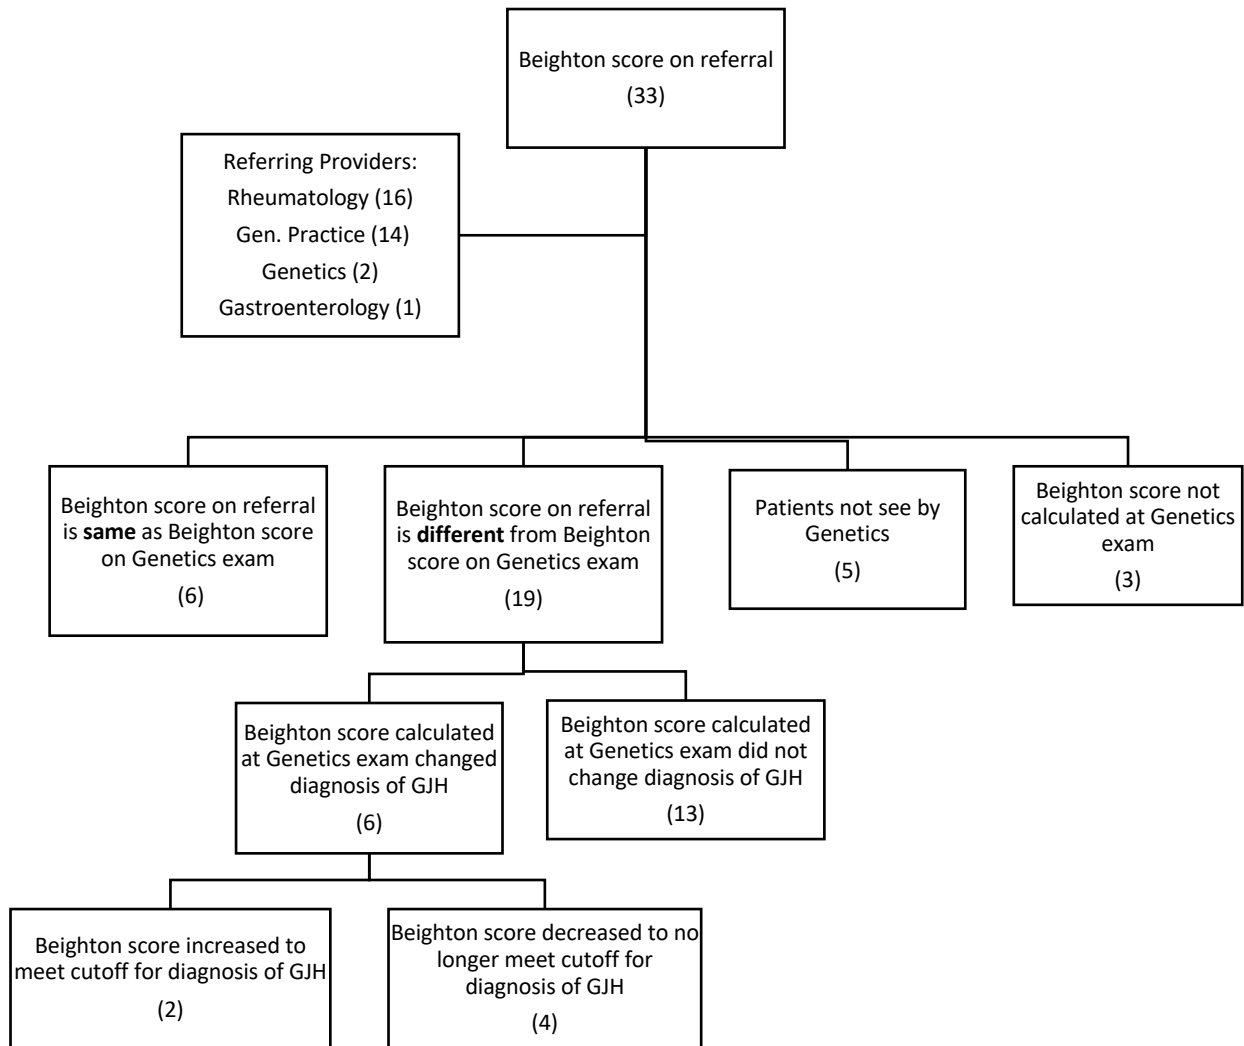 Beighton score on referral
(33)
Referring Providers:
Rheumatology (16)
Gen. Practice (14)
Genetics (2)
Gastroenterology (1)
Beighton score on referral
is same as Beighton score
on Genetics exam
(6)
Beighton score on referral
is different from Beighton
score on Genetics exam
(19)
Patients not see by
Genetics
(5)
Beighton score not
calculated at Genetics
exam
(3)
Beighton score calculated
at Genetics exam changed
diagnosis of GJH
(6)
Beighton score calculated
at Genetics exam did not
change diagnosis of GJH
(13)
Beighton score increased to
meet cutoff for diagnosis of GJH
(2)
Beighton score decreased to no
longer meet cutoff for
diagnosis of GJH
(4)